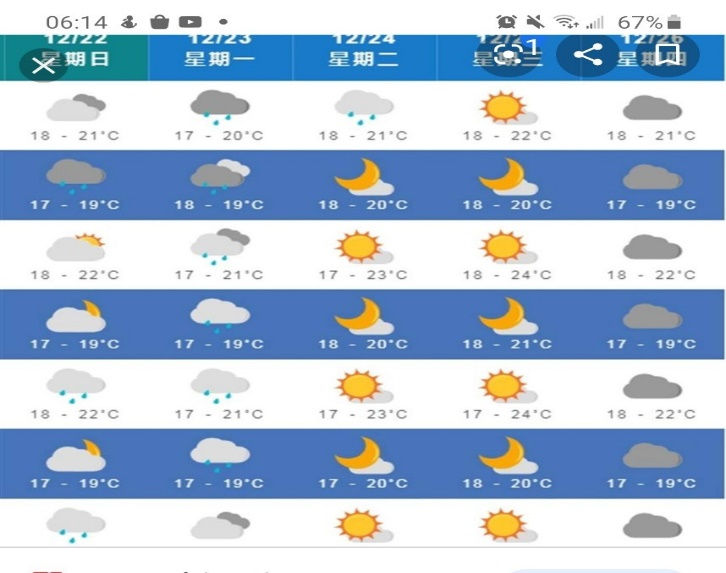 06:14 67%
12/22 12/23 12/24 12/26
星期日 星期一 星期二 星期三 星期四
1
18 - 21°C 17 - 20°C 18 - 21°C 18 - 22°C 18 - 21°C
17 - 19°C 18 - 19°C 18 - 20°C 18 - 20°C 17 - 19°C
18 - 22°C 17 - 21°C 17 - 23°C 18 - 24°C 18 - 22°C
17 - 19°C 17 - 19°C 18 - 20°C 18 - 21°C 17 - 19°C
18 - 22°C 17 - 21°C 17 - 23°C 17 - 24°C 18 - 22°C
17 - 19°C 17 - 19°C 17 - 20°C 18 - 20°C 17 - 19°C